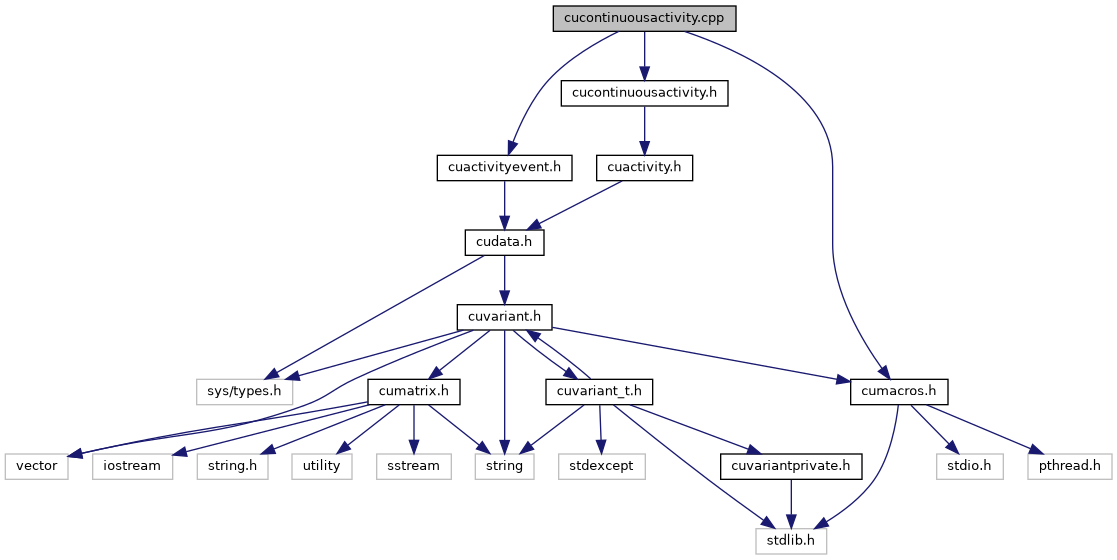 cucontinuousactivity.cpp
cucontinuousactivity.h
cuactivityevent.h
cuactivity.h
cudata.h
cuvariant.h
sys/types.h
cumatrix.h
cuvariant_t.h
cumacros.h
vector
iostream
string.h
utility
sstream
string
stdexcept
cuvariantprivate.h
stdio.h
pthread.h
stdlib.h